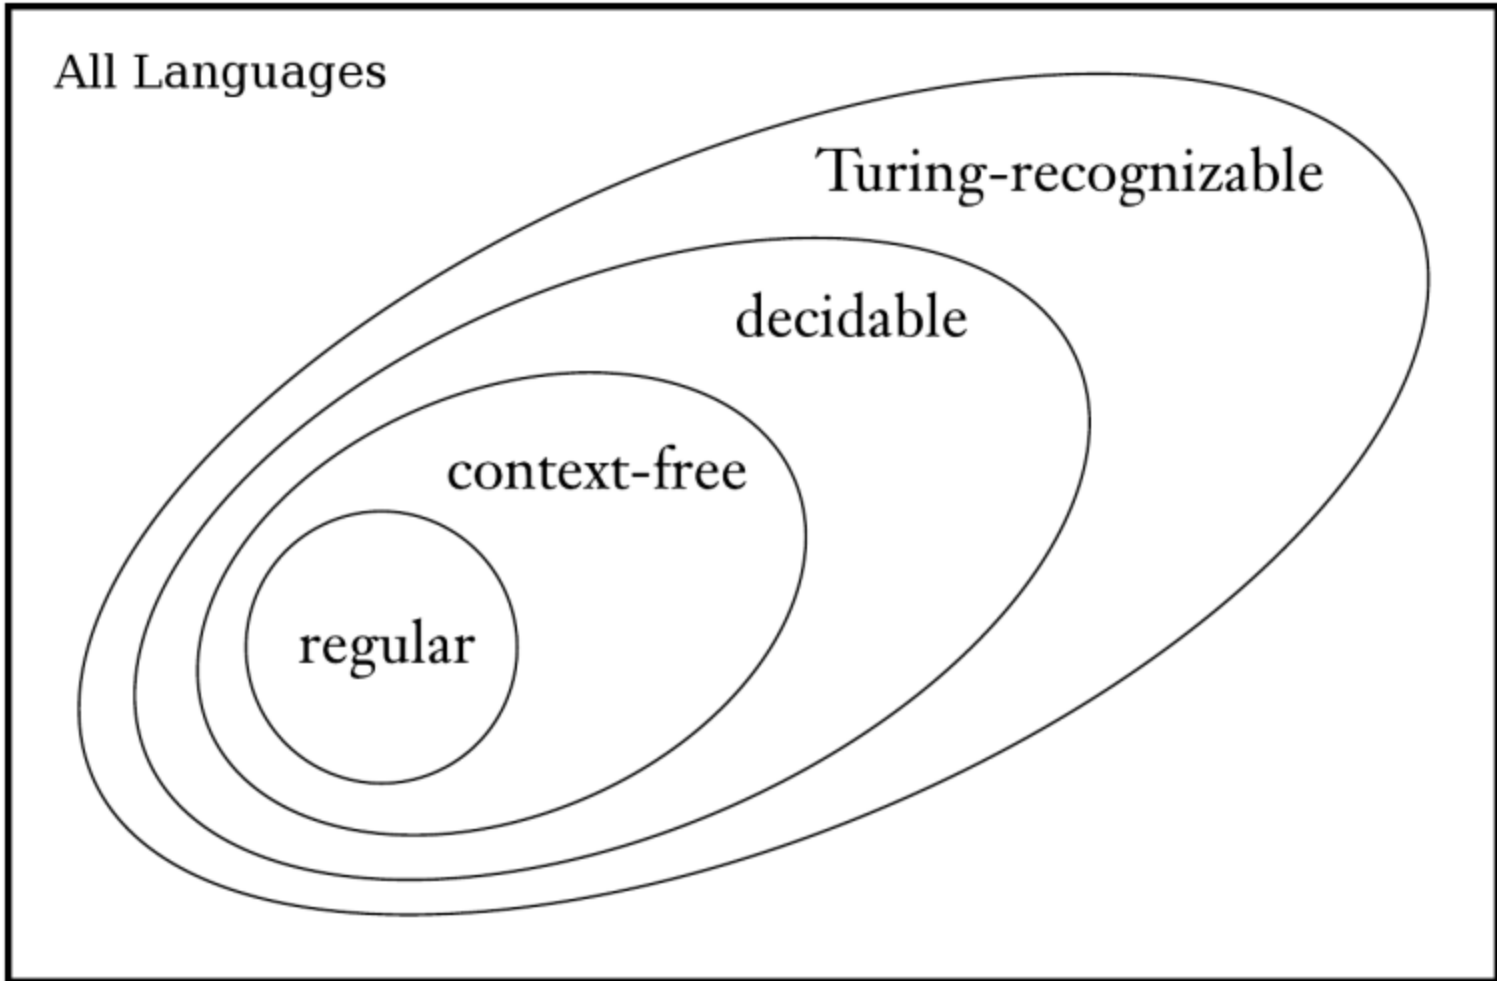 All Languages
Turing-recognizable
decidable
context-free
regular